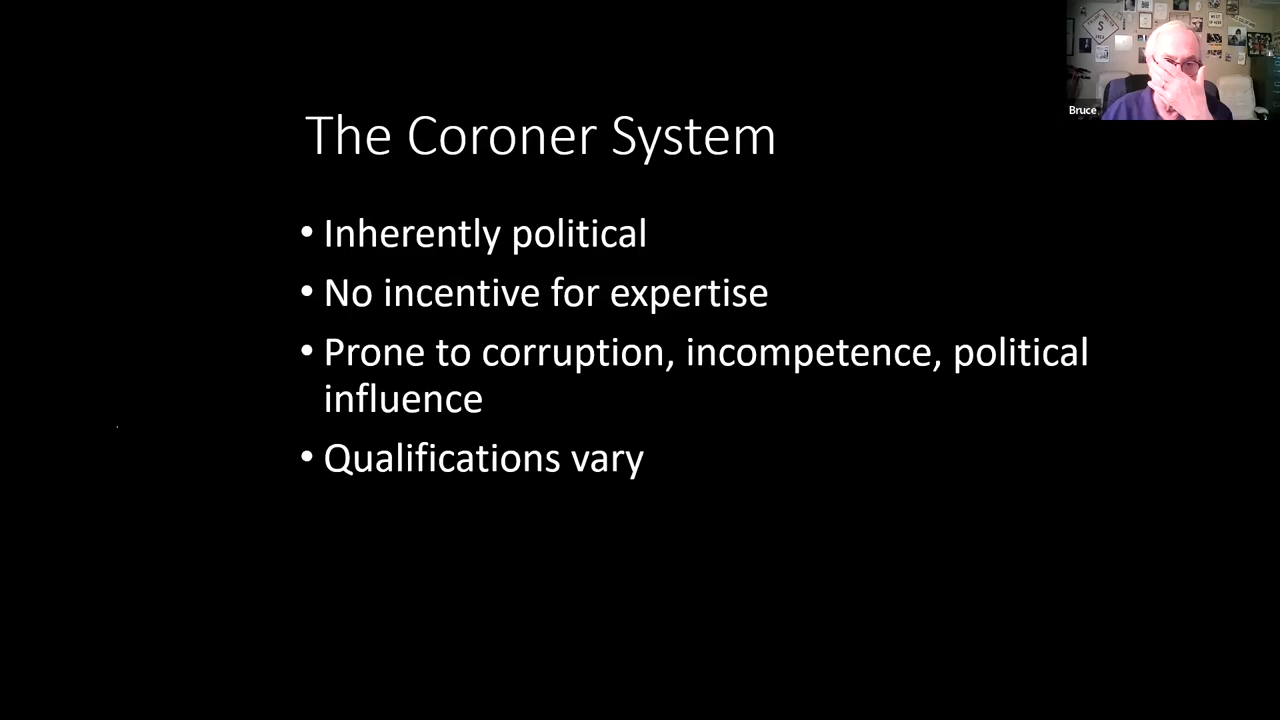 The Coroner System
• Inherently political
• No incentive for expertise
• Prone to corruption, incompetence, political
influence
• Qualifications vary
Bruce